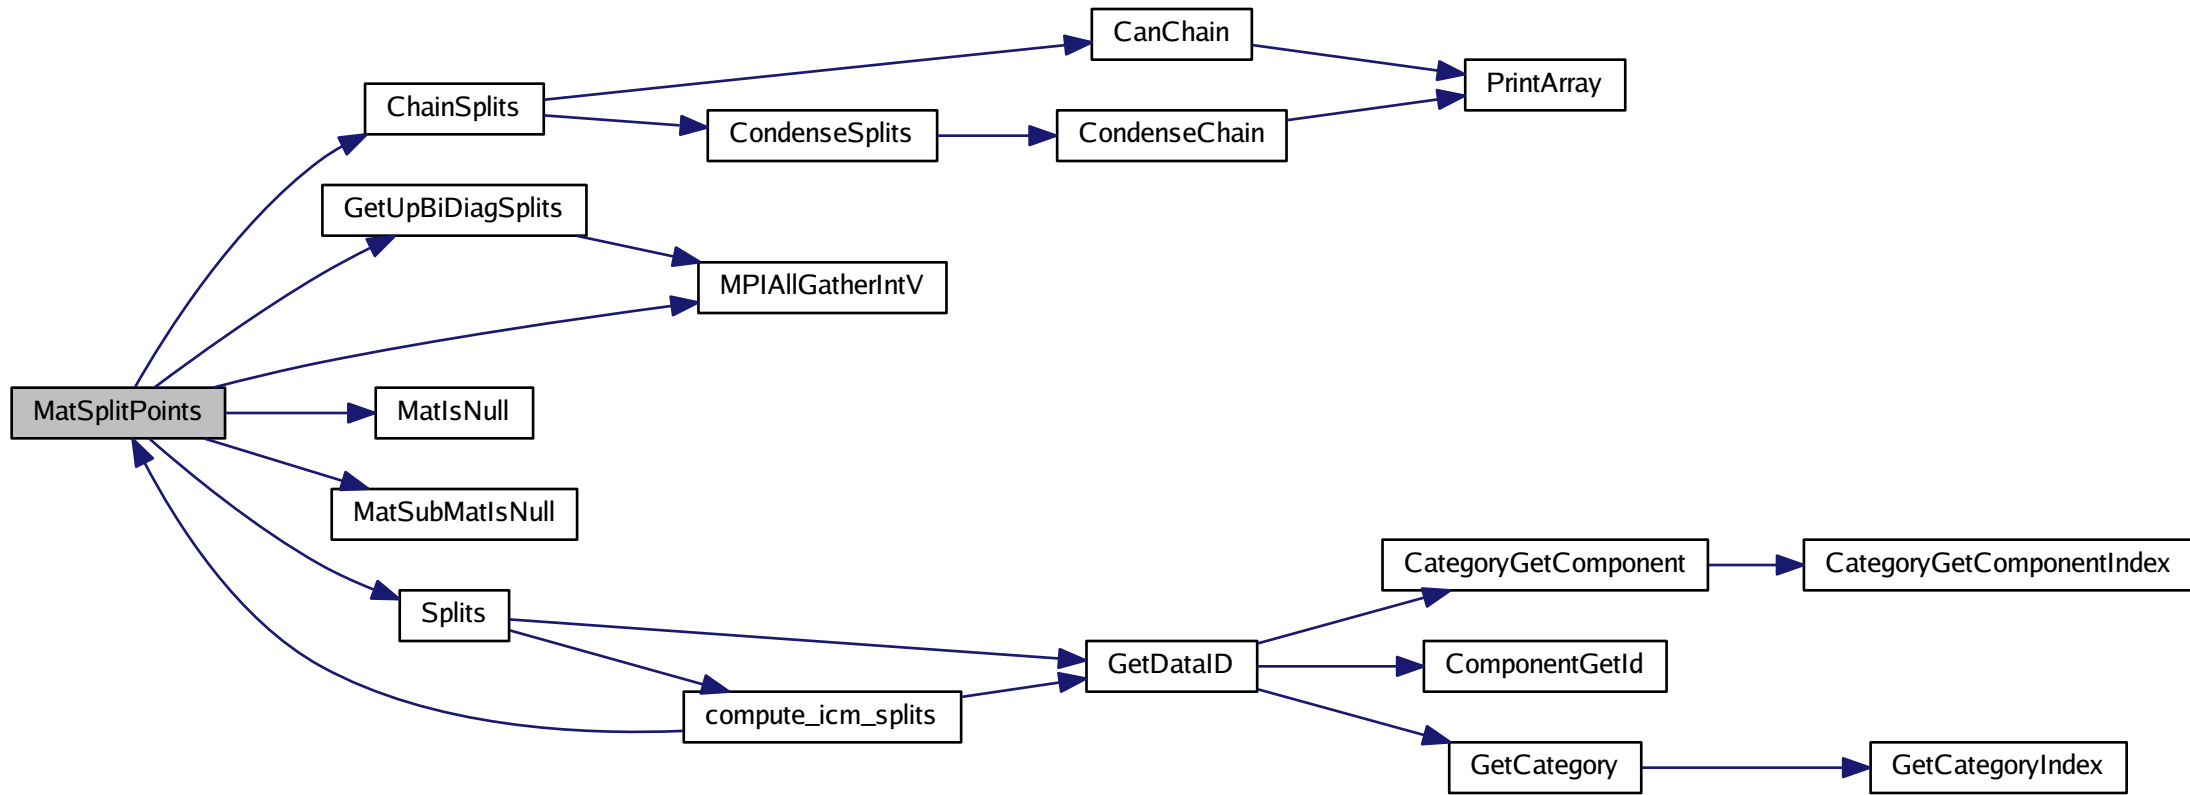 CanChain
PrintArray
ChainSplits
CondenseSplits
CondenseChain
GetUpBiDiagSplits
MPIAllGatherIntV
MatSplitPoints
MatIsNull
MatSubMatIsNull
CategoryGetComponent
CategoryGetComponentIndex
Splits
GetDataID
ComponentGetId
compute_icm_splits
GetCategory
GetCategoryIndex